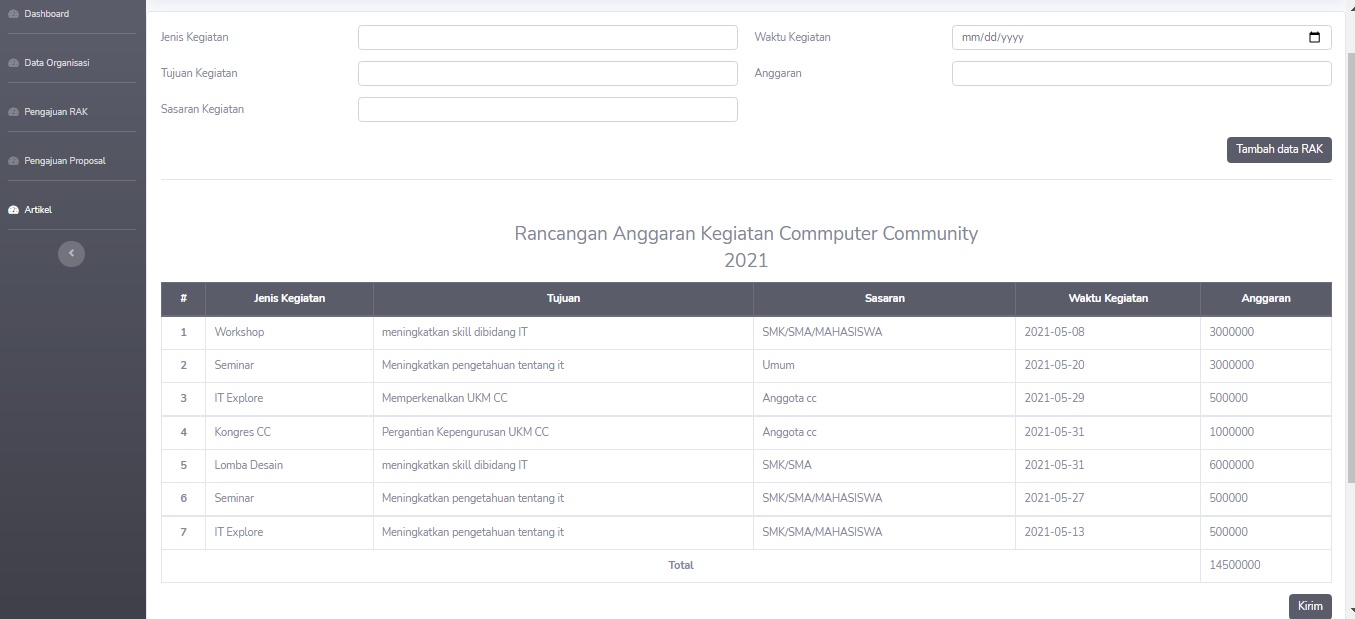 Dashboard
Data Organisasi
Pengajuan RAK
Pengajuan Proposal
Artikel
Jenis Kegiatan
Waktu Kegiatan mm/dd/yyyy
Tujuan Kegiatan
Anggaran
Sasaran Kegiatan
Tambah data RAK
Rancangan Anggaran Kegiatan Commputer Community
2021
# Jenis Kegiatan Tujuan Sasaran Waktu Kegiatan Anggaran
1 Workshop meningkatkan skill dibidang IT SMK/SMA/MAHASISWA 2021-05-08 3000000
2 Seminar Meningkatkan pengetahuan tentang it Umum 2021-05-20 3000000
3 IT Explore Memperkenalkan UKM CC Anggota cc 2021-05-29 500000
4 Kongres CC Pergantian Kepengurusan UKM CC Anggota cc 2021-05-31 1000000
5 Lomba Desain meningkatkan skill dibidang IT SMK/SMA 2021-05-31 6000000
6 Seminar Meningkatkan pengetahuan tentang it SMK/SMA/MAHASISWA 2021-05-27 500000
7 IT Explore Meningkatkan pengetahuan tentang it SMK/SMA/MAHASISWA 2021-05-13 500000
Total 14500000
Kirim